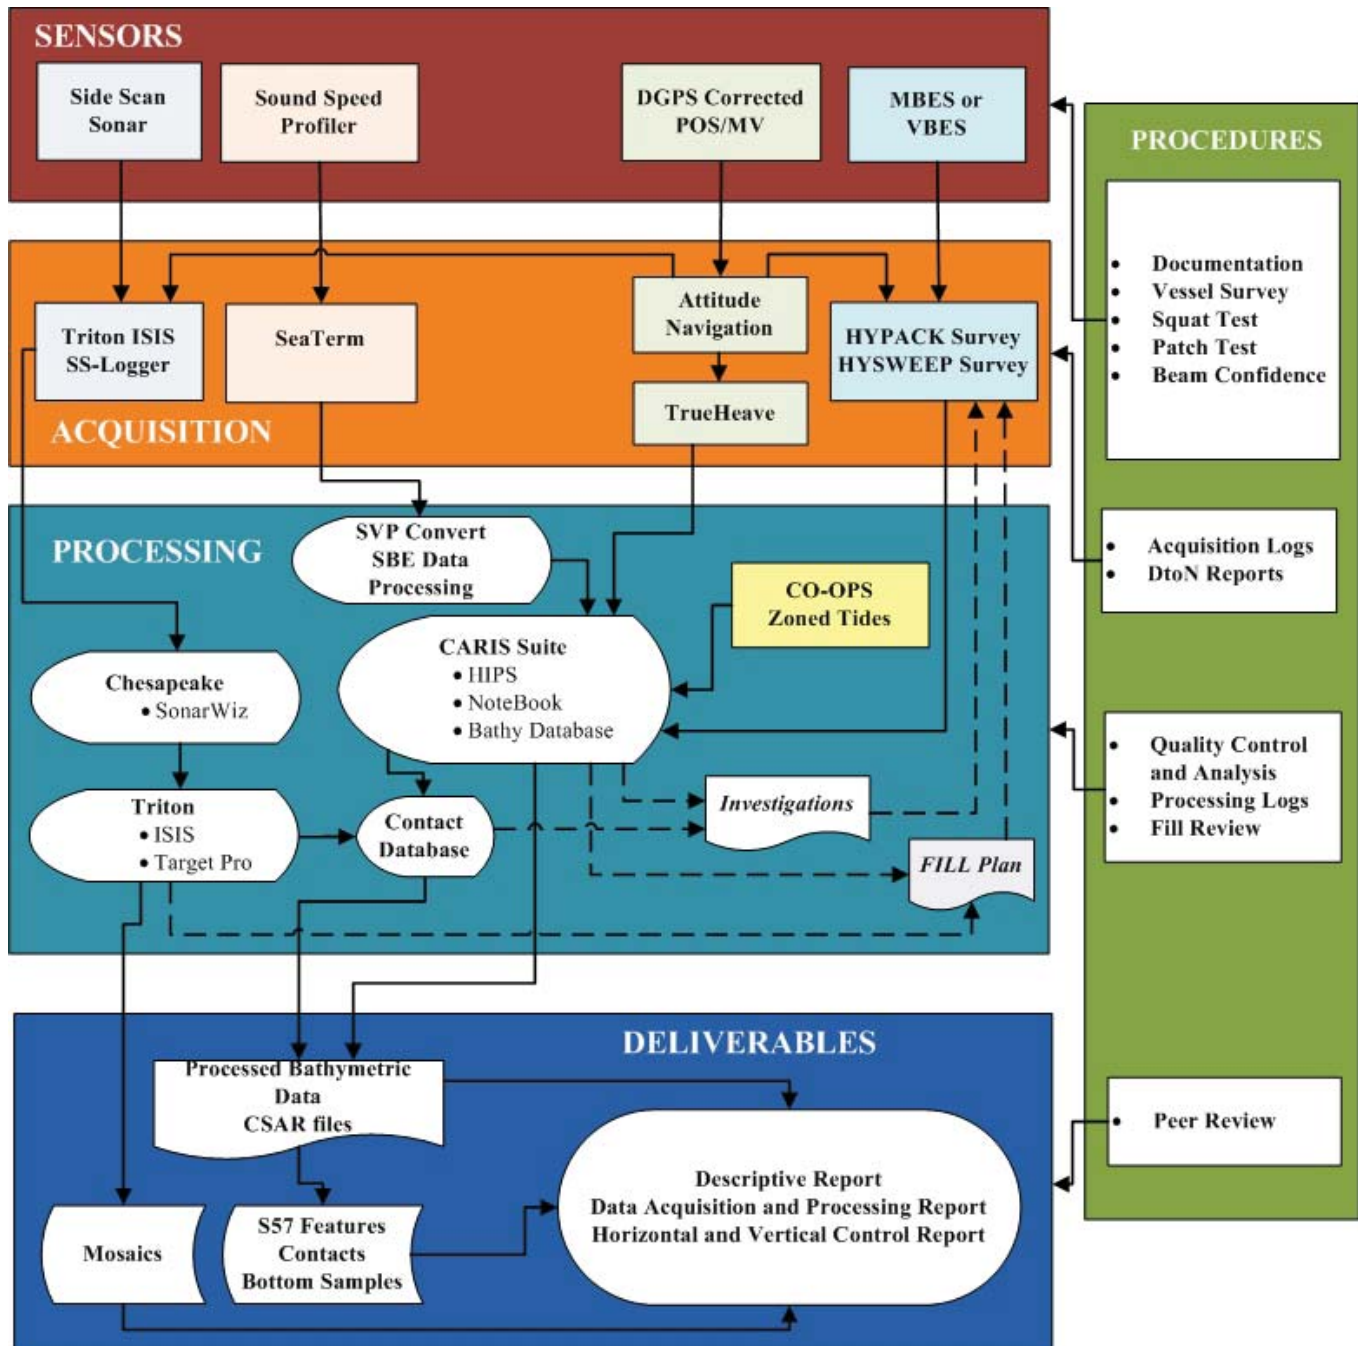 SENSORS
Side Scan
Sonar
Sound Speed
Profiler
DGPS Corrected
POS/MV
MBES or
VBES
PROCEDURES
• Documentation
• Vessel Survey
• Squat Test
• Patch Test
• Beam Confidence
Triton ISIS
SS-Logger
SeaTerm
Attitude
Navigation
HYPACK Survey
HYSWEEP Survey
TrueHeave
ACQUISITION
• Acquisition Logs
• DtoN Reports
PROCESSING
SVP Convert
SBE Data
Processing
CO-OPS
Zoned Tides
CARIS Suite
• HIPS
• NoteBook
• Bathy Database
Chesapeake
• SonarWiz
• Quality Control
and Analysis
• Processing Logs
• Fill Review
Triton
• ISIS
• Target Pro
Contact
Database
Investigations
FILL Plan
DELIVERABLES
Processed Bathymetric
Data
CSAR files
• Peer Review
Mosaics
S57 Features
Contacts
Bottom Samples
Descriptive Report
Data Acquisition and Processing Report
Horizontal and Vertical Control Report